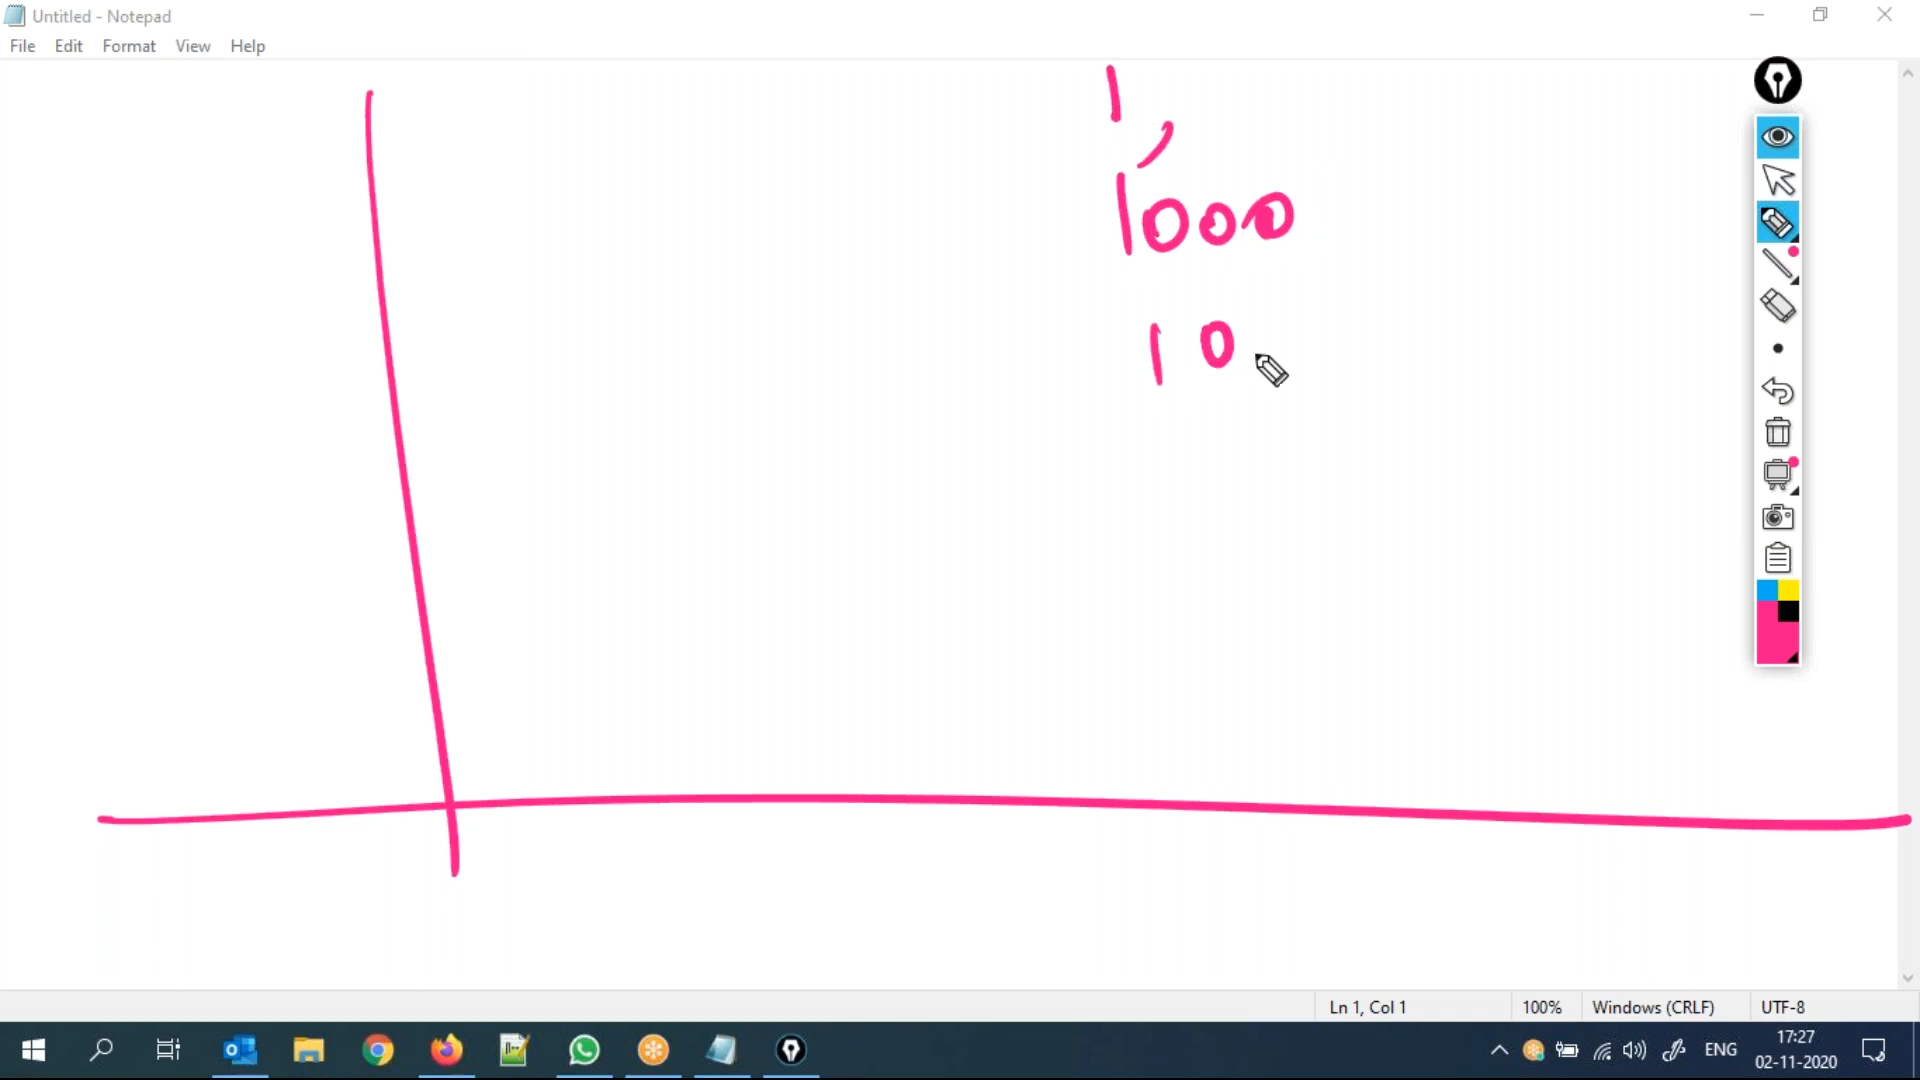 Untitled - Notepad
File Edit Format View Help
1,
1000
10
Ln 1, Col 1 100% Windows (CRLF) UTF-8
ENG 17:27
02-11-2020